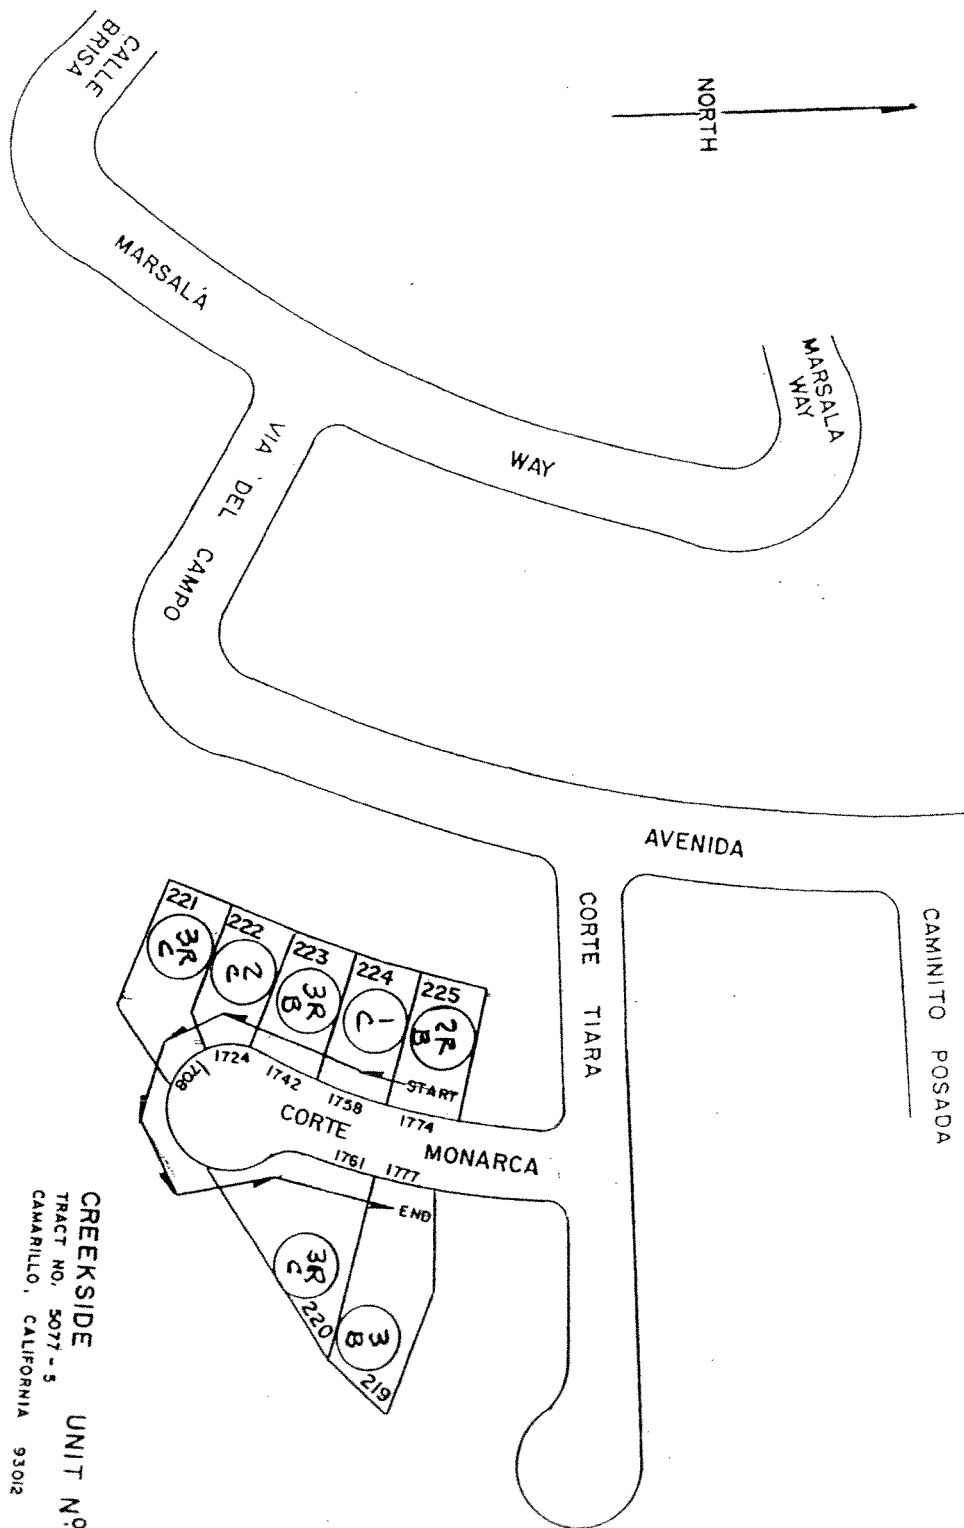 CALLE
BRISA
NORTH
MARSALA
WAY
MARSALA
WAY
VIA DEL CAMPO
AVENIDA
CAMINITO POSADA
CORTE TIARA
221
3R
C
222
2
C
223
3R
B
224
1
C
225
2R
B
START
1708
1724
1742
1758
1774
CORTE MONARCA
1761
1777
END
3R
C
220
3
B
219
CREEKSIDE UNIT Nº.
TRACT NO. 5077-5
CAMARILLO, CALIFORNIA 93012